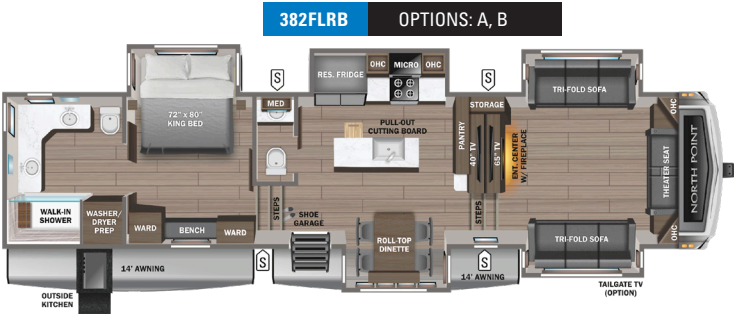 382FLRB
OPTIONS: A, B
S
S
RES. FRIDGE
OHC
MICRO
OHC
TRI-FOLD SOFA
OHC
72" x 80"
KING BED
MED
STORAGE
PULL-OUT
CUTTING BOARD
PANTRY
40" TV
65" TV
ENT. CENTER
W/ FIREPLACE
THEATER SEAT
NORTH POINT
WALK-IN
SHOWER
WASHER/
DRYER
PREP
WARD
BENCH
WARD
STEPS
SHOE
GARAGE
ROLL-TOP
DINETTE
STEPS
TRI-FOLD SOFA
OHC
14' AWNING
S
S
14' AWNING
OUTSIDE
KITCHEN
TAILGATE TV
(OPTION)